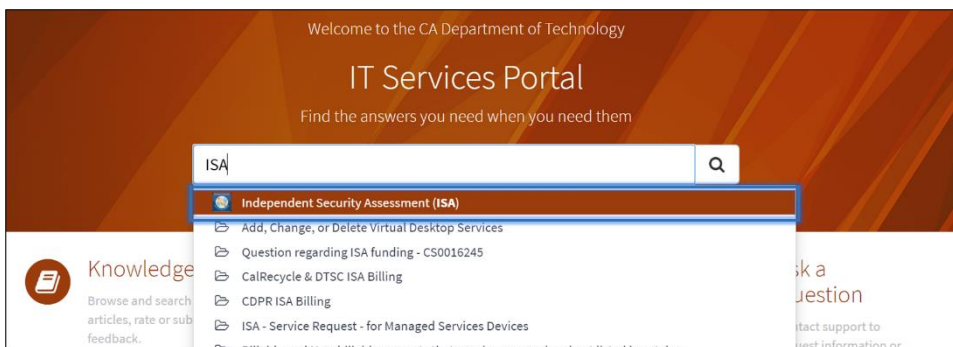 Welcome to the CA Department of Technology
IT Services Portal
Find the answers you need when you need them
ISA
Independent Security Assessment (ISA)
Add, Change, or Delete Virtual Desktop Services
Question regarding ISA funding - CS0016245
CalRecycle & DTSC ISA Billing
CDPR ISA Billing
ISA - Service Request - for Managed Services Devices
Knowledge
Browse and search
articles, rate or sub
feedback.
sk a
uestion
ntact support to
uest information or